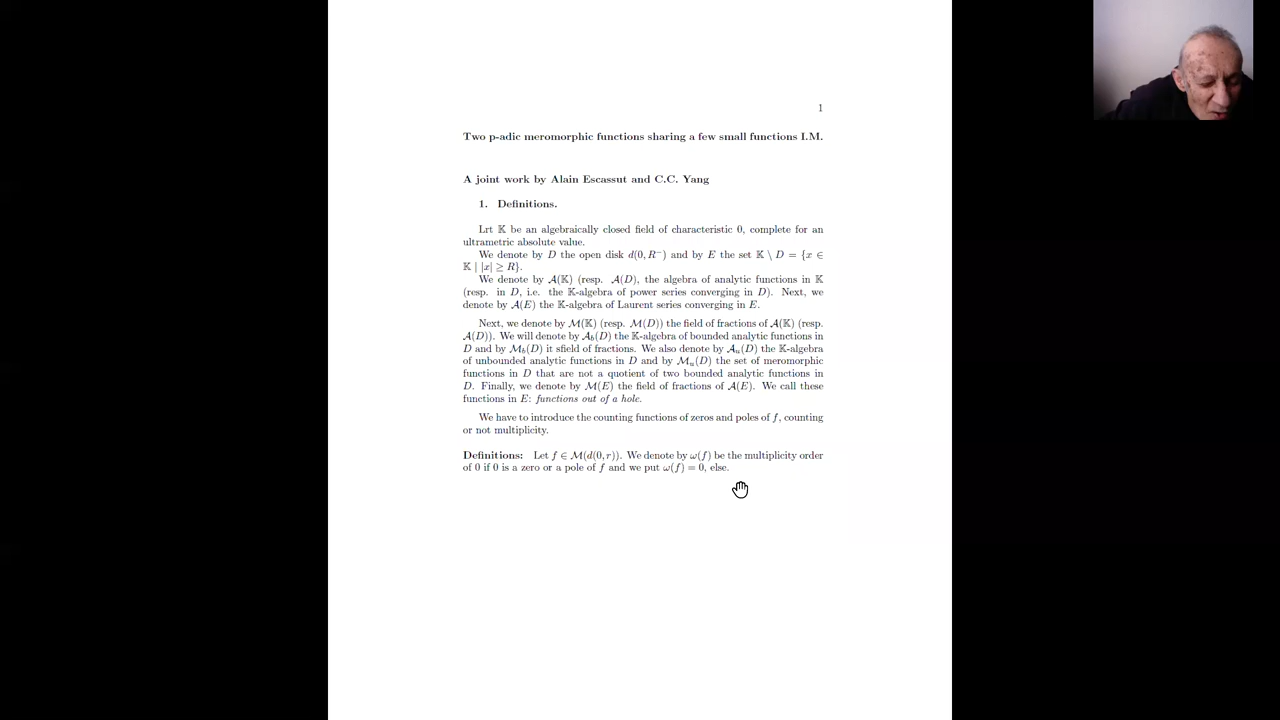 1
Two p-adic meromorphic functions sharing a few small functions I.M.
A joint work by Alain Escassut and C.C. Yang
1. Definitions.
Lrt 𝕂 be an algebraically closed field of characteristic 0, complete for an
ultrametric absolute value.
We denote by D the open disk d(0, R⁻) and by E the set 𝕂 \ D = {x ∈
𝕂 | |x| ≥ R}.
We denote by 𝒜(𝕂) (resp. 𝒜(D), the algebra of analytic functions in 𝕂
(resp. in D, i.e. the 𝕂-algebra of power series converging in D). Next, we
denote by 𝒜(E) the 𝕂-algebra of Laurent series converging in E.
Next, we denote by ℳ(𝕂) (resp. ℳ(D)) the field of fractions of 𝒜(𝕂) (resp.
𝒜(D)). We will denote by 𝒜_b(D) the 𝕂-algebra of bounded analytic functions in
D and by ℳ_b(D) it sfield of fractions. We also denote by 𝒜_u(D) the 𝕂-algebra
of unbounded analytic functions in D and by ℳ_u(D) the set of meromorphic
functions in D that are not a quotient of two bounded analytic functions in
D. Finally, we denote by ℳ(E) the field of fractions of 𝒜(E). We call these
functions in E: functions out of a hole.
We have to introduce the counting functions of zeros and poles of f, counting
or not multiplicity.
Definitions: Let f ∈ ℳ(d(0, r)). We denote by ω(f) be the multiplicity order
of 0 if 0 is a zero or a pole of f and we put ω(f) = 0, else.